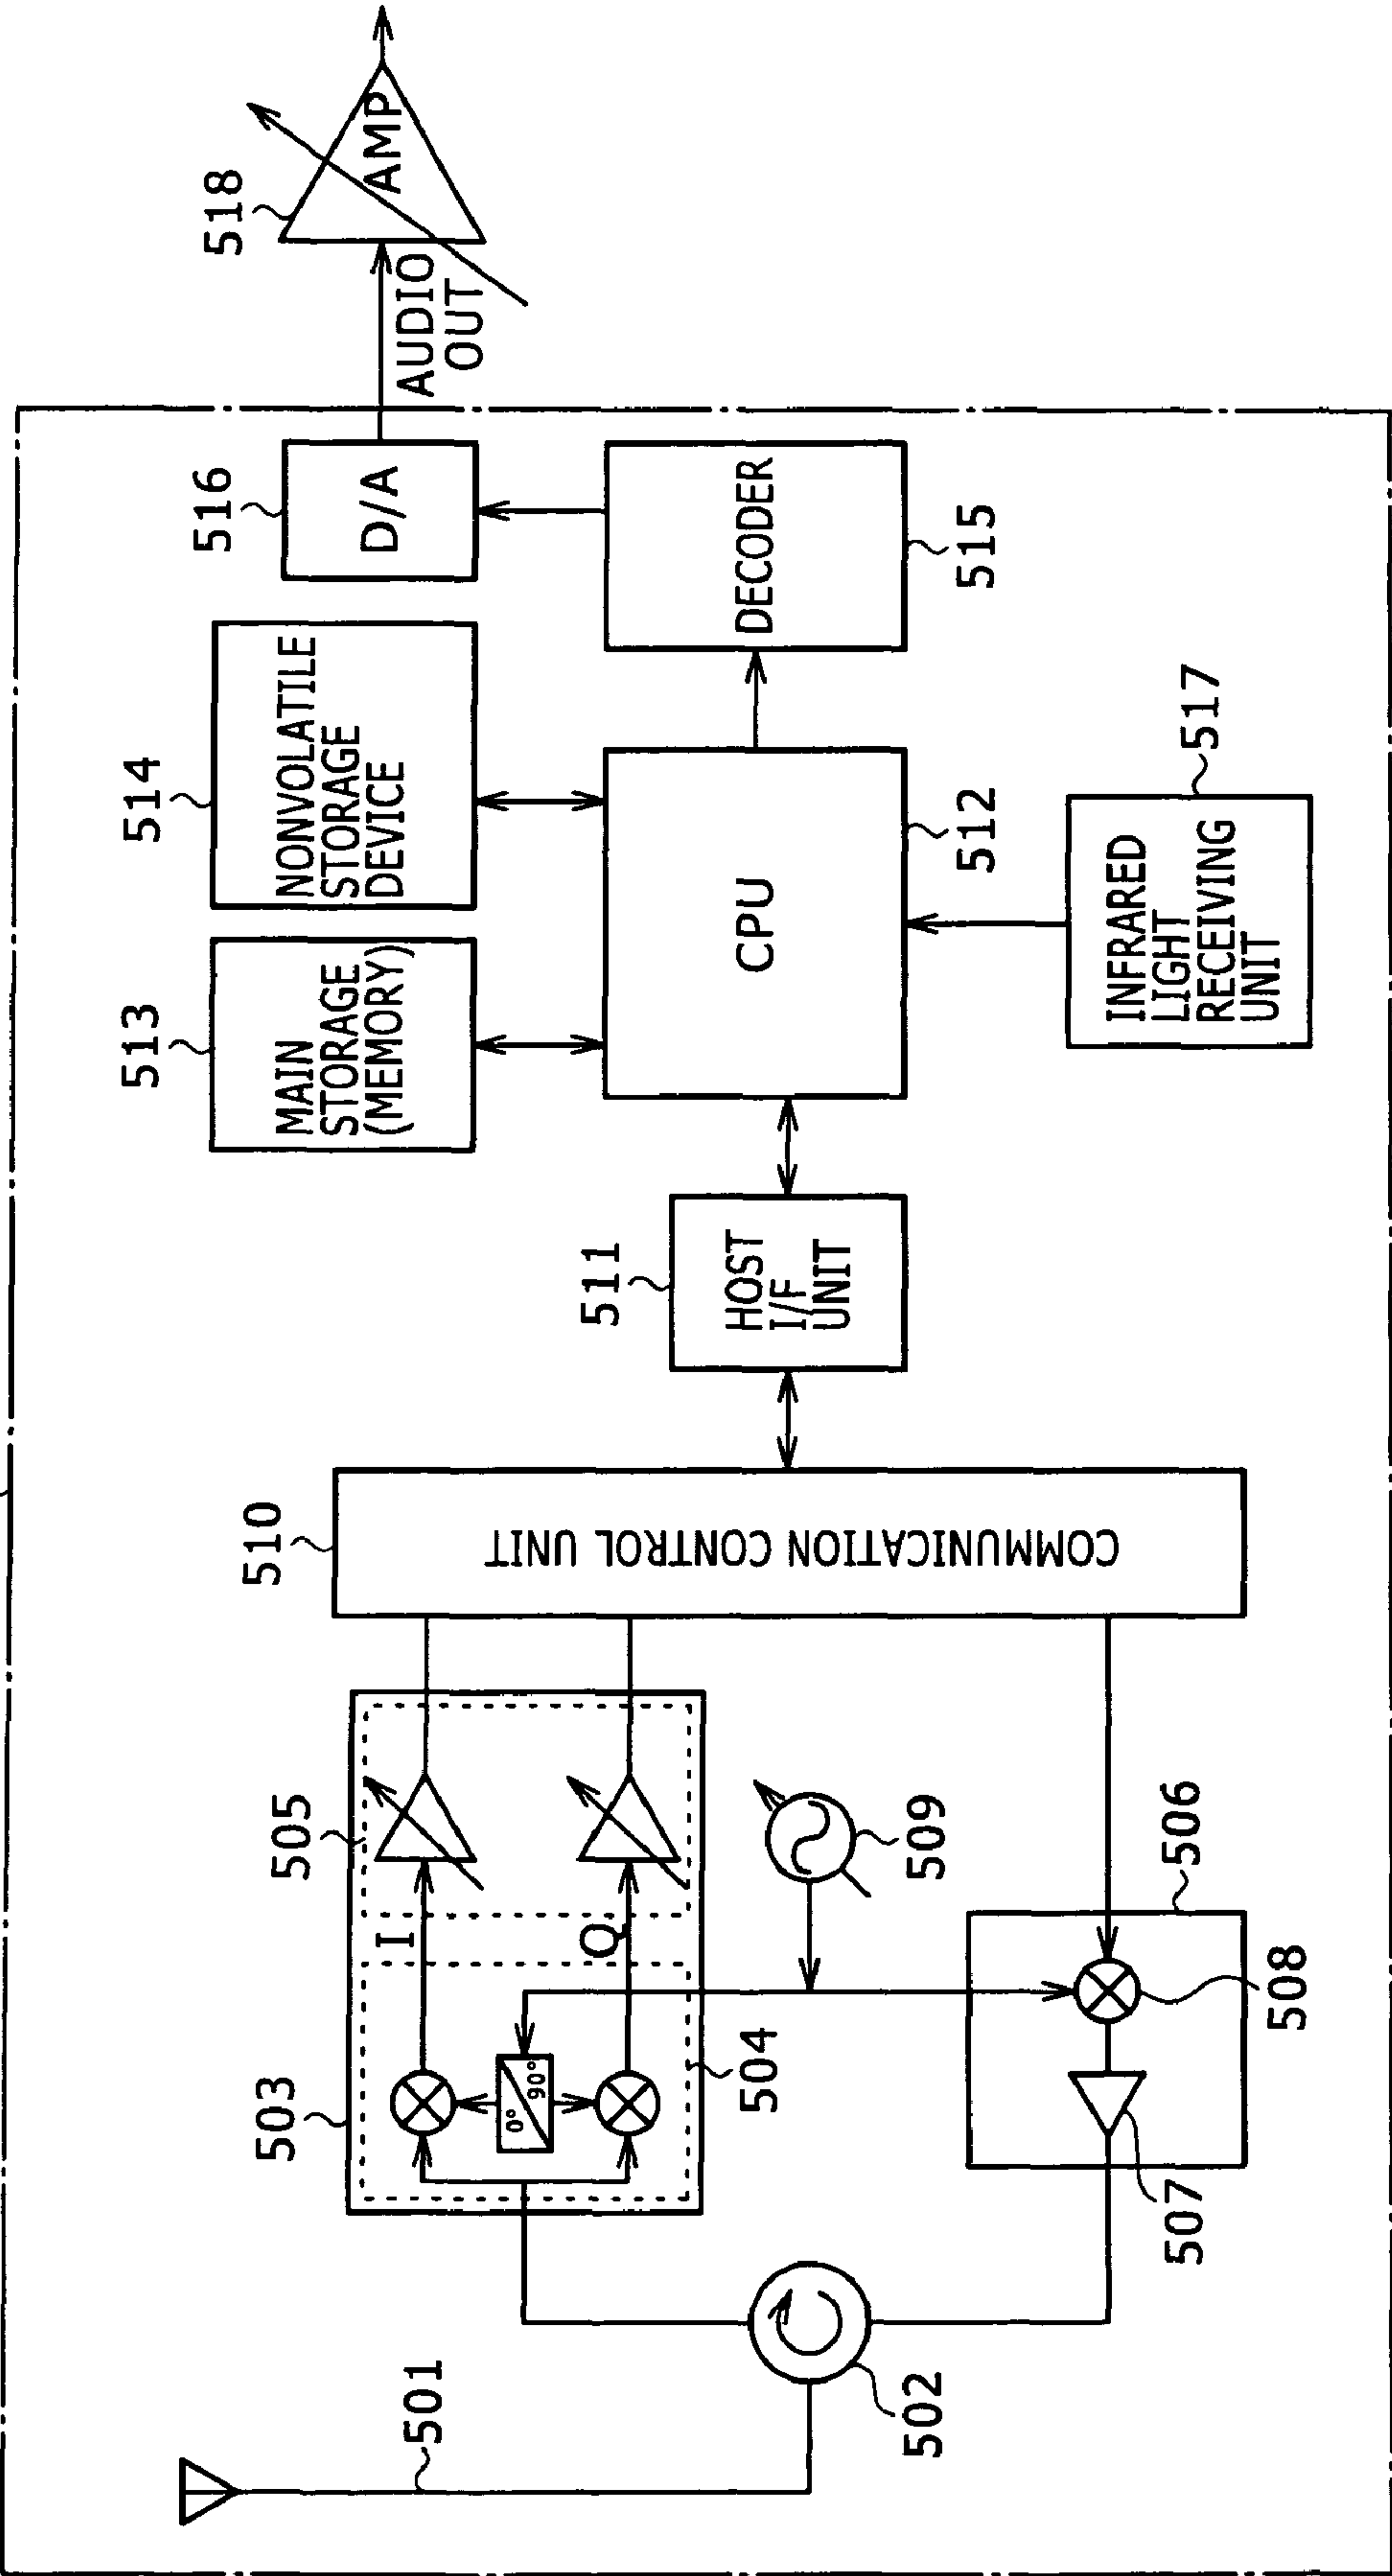 501
502
503
504
0°
90°
I
Q
505
506
507
508
509
510
COMMUNICATION CONTROL UNIT
511
HOST
I/F
UNIT
513
MAIN
STORAGE
(MEMORY)
514
NONVOLATILE
STORAGE
DEVICE
CPU
512
INFRARED
LIGHT
RECEIVING
UNIT
517
516
D/A
DECODER
515
518
AMP
AUDIO
OUT